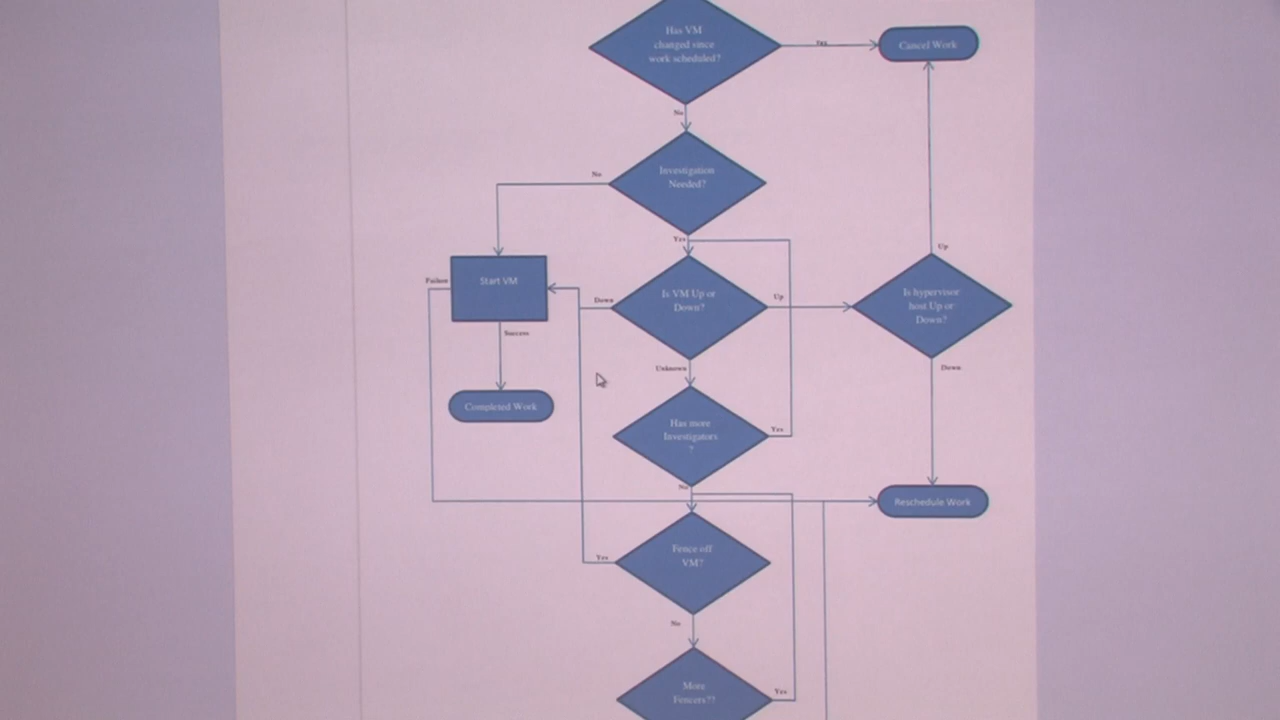 Has VM
changed since
work scheduled?
Yes
Cancel Work
No
Investigation
Needed?
No
Yes
Up
Failure
Start VM
Down
Is VM Up or
Down?
Up
Is hypervisor
host Up or
Down?
Success
Unknown
Down
Completed Work
Has more
Investigators
?
Yes
No
Reschedule Work
Fence off
VM?
Yes
No
More
Fencers??
Yes